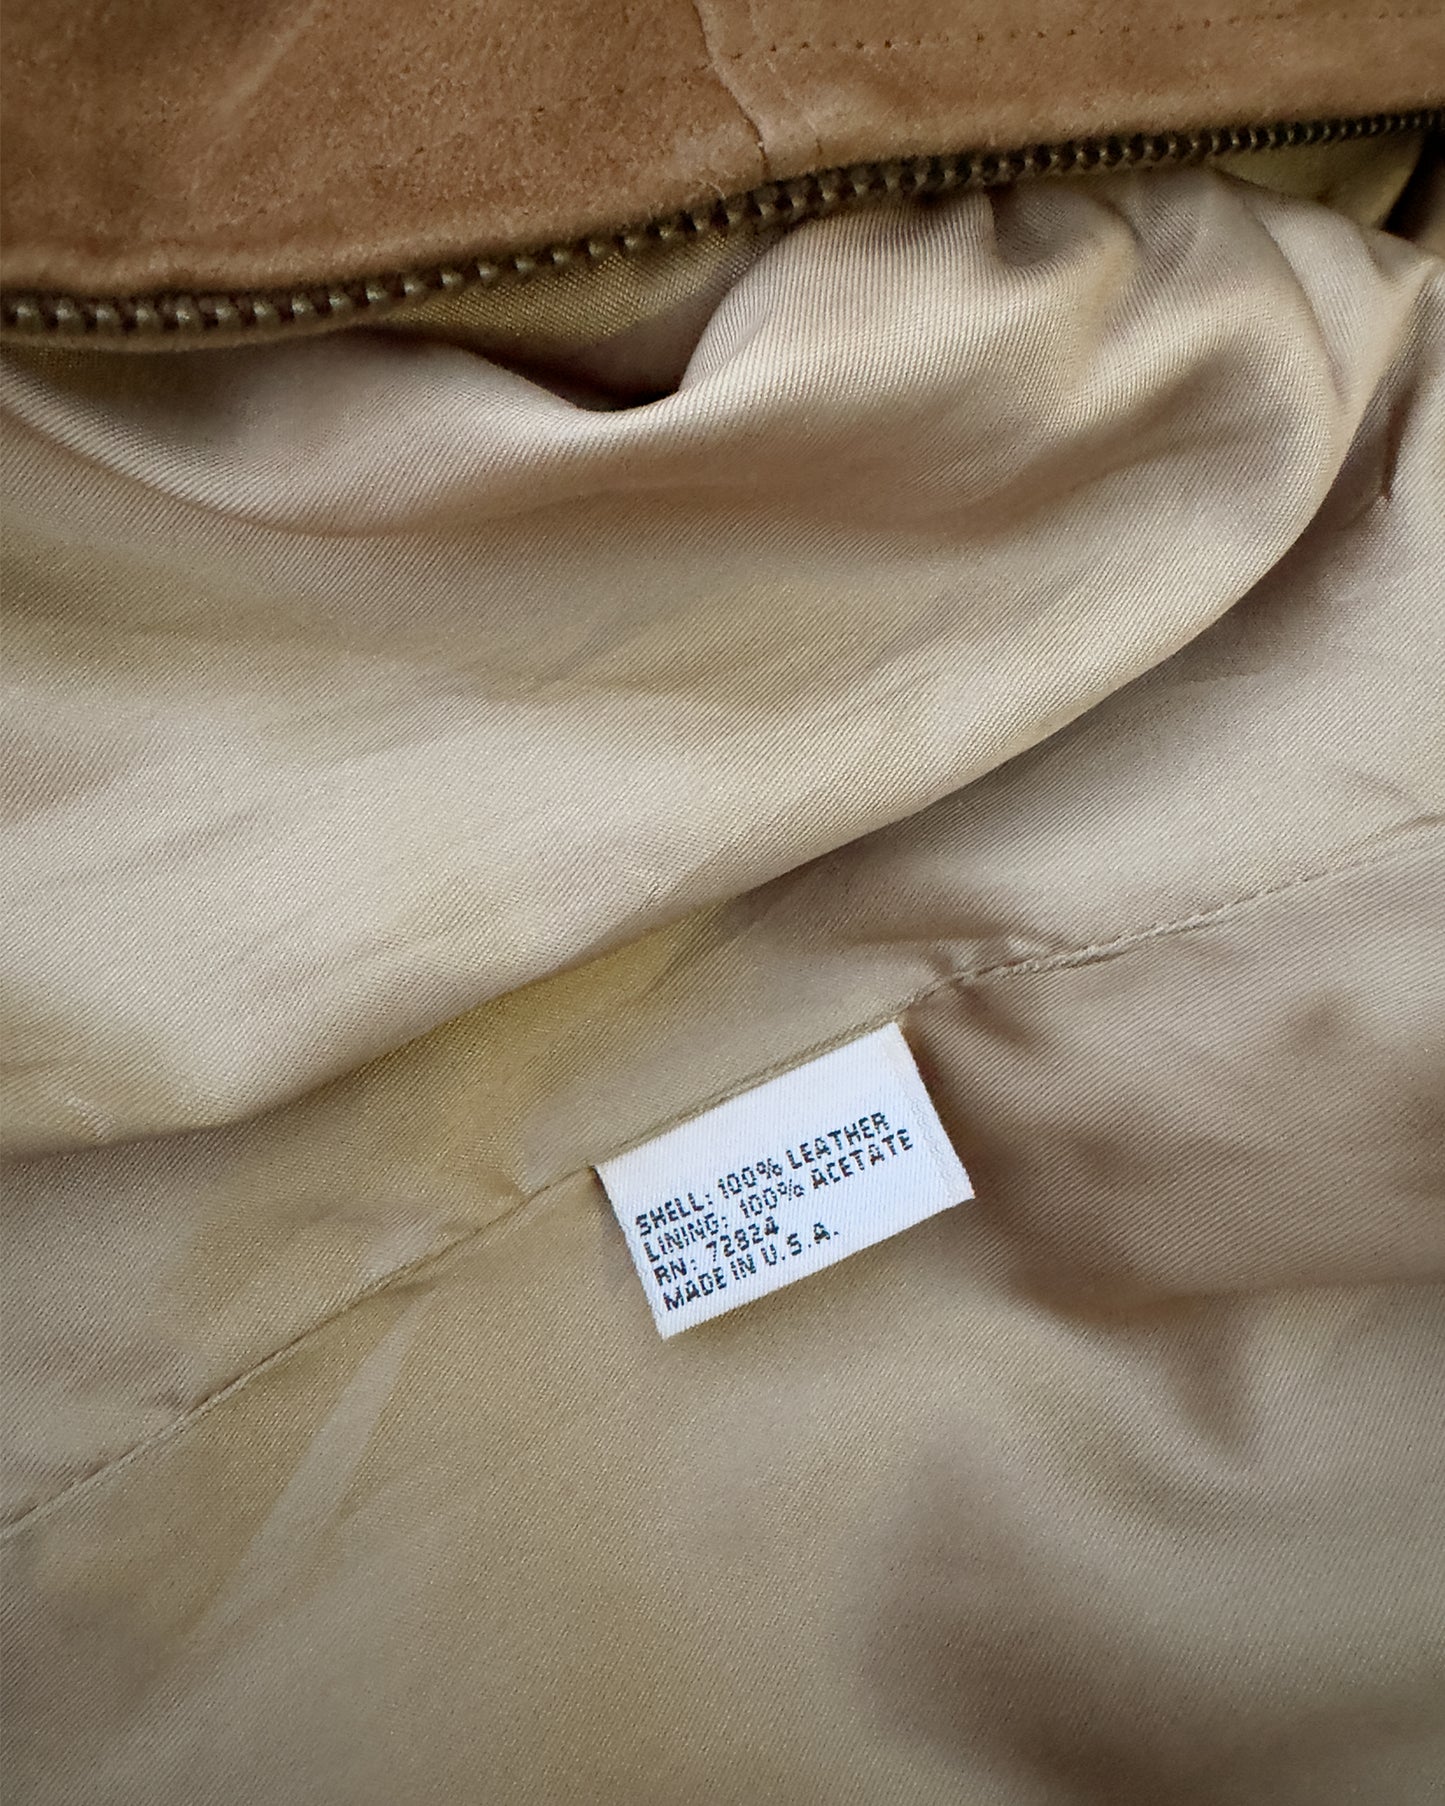 SHELL: 100% LEATHER
LINING: 100% ACETATE
RN: 72824
MADE IN U.S.A.